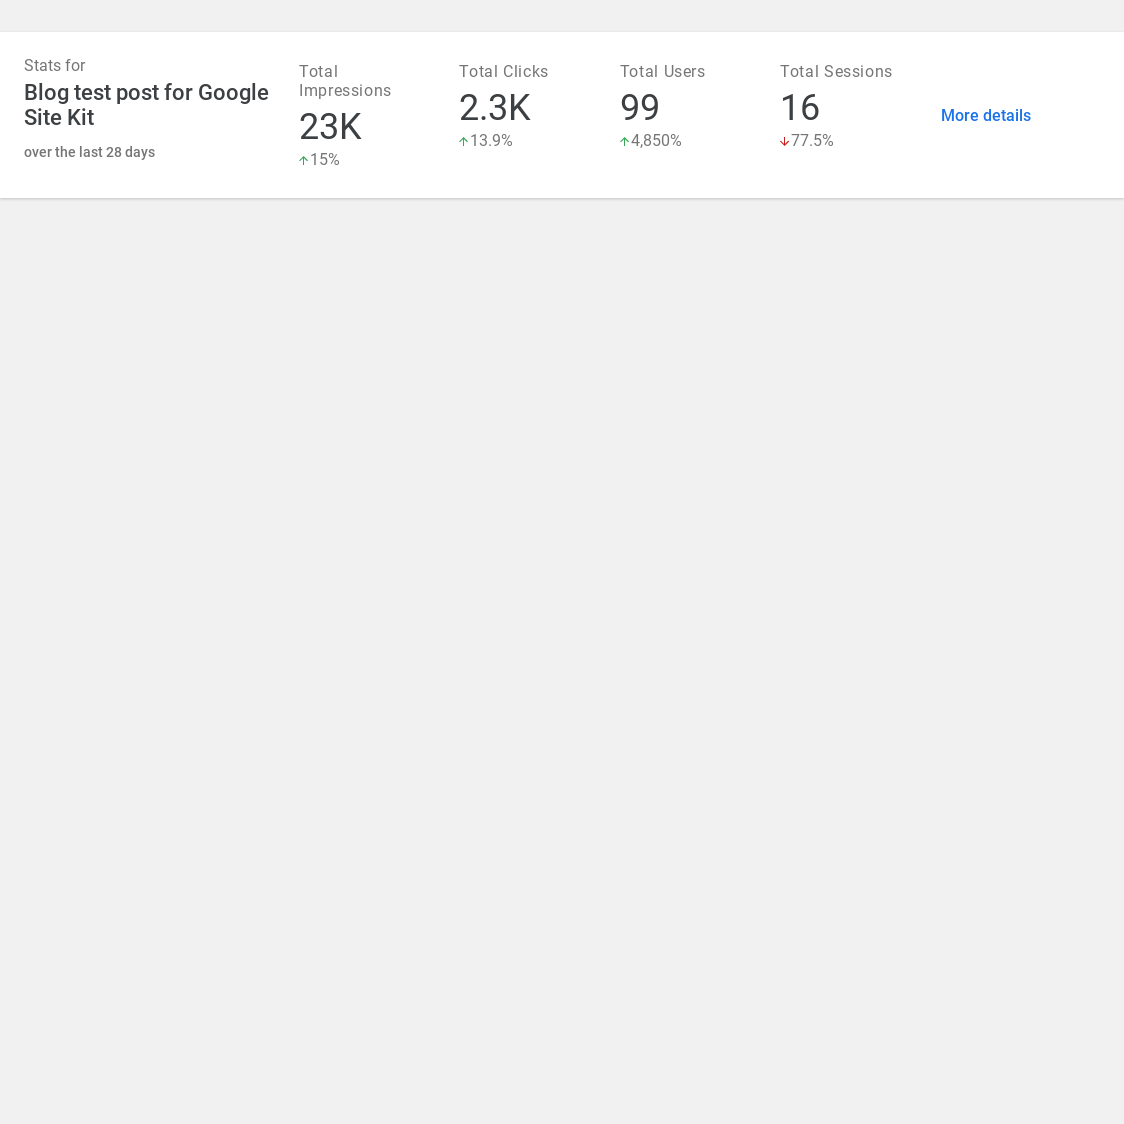 Stats for
Blog test post for Google
Site Kit
over the last 28 days
Total
Impressions
23K
15%
Total Clicks
2.3K
13.9%
Total Users
99
4,850%
Total Sessions
16
77.5%
More details